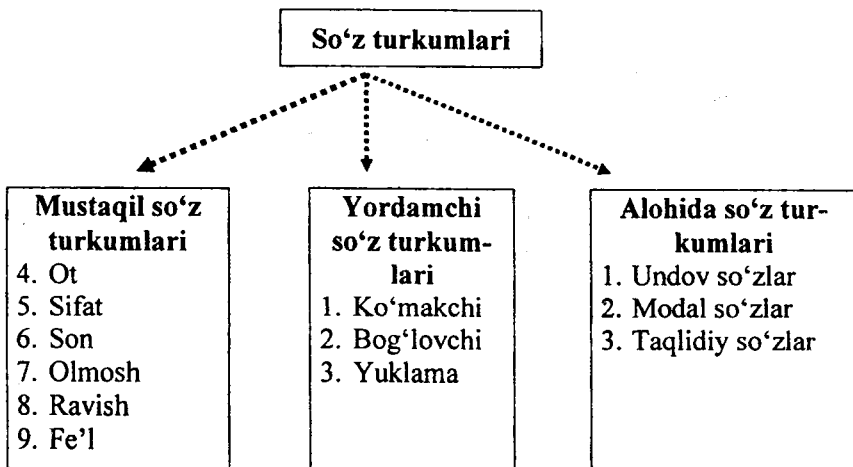 So‘z turkumlari
Mustaqil so‘z
turkumlari
4. Ot
5. Sifat
6. Son
7. Olmosh
8. Ravish
9. Fe’l
Yordamchi
so‘z turkum-
lari
1. Ko‘makchi
2. Bog‘lovchi
3. Yuklama
Alohida so‘z tur-
kumlari
1. Undov so‘zlar
2. Modal so‘zlar
3. Taqlidiy so‘zlar